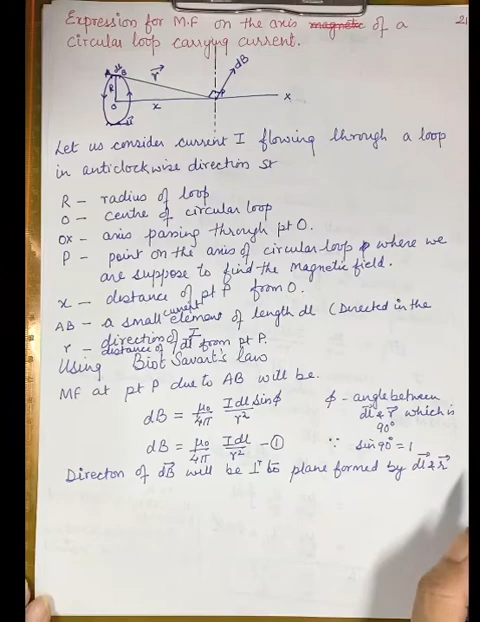 Expression for M.F on the axis magnetic of a
circular loop carrying current.
21
A dl B
r⃗
dB
R
O
x
P
X
Let us consider current I flowing through a loop
in anticlockwise direction st
R - radius of loop
O - centre of circular loop
OX - axis passing through pt O.
P - point on the axis of circular loop where we
are suppose to find the magnetic field.
x - distance of pt P from O.
AB - a small current element of length dl (Directed in the
direction of I
r - distance of dl from pt P.
Using Biot Savart's law
MF at pt P due to AB will be.
dB = μ₀/4π Idl sinϕ/r²
ϕ - angle between
dl⃗ & r⃗ which is
90°
dB = μ₀/4π Idl/r² - ①
∵ sin90° = 1
Directon of dB⃗ will be ⊥r to plane formed by dl⃗ & r⃗